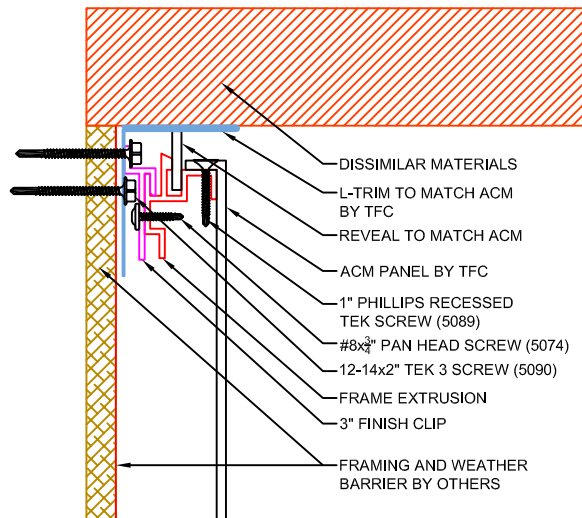 DISSIMILAR MATERIALS
L-TRIM TO MATCH ACM
BY TFC
REVEAL TO MATCH ACM
ACM PANEL BY TFC
1" PHILLIPS RECESSED
TEK SCREW (5089)
#8x3/4" PAN HEAD SCREW (5074)
12-14x2" TEK 3 SCREW (5090)
FRAME EXTRUSION
3" FINISH CLIP
FRAMING AND WEATHER
BARRIER BY OTHERS